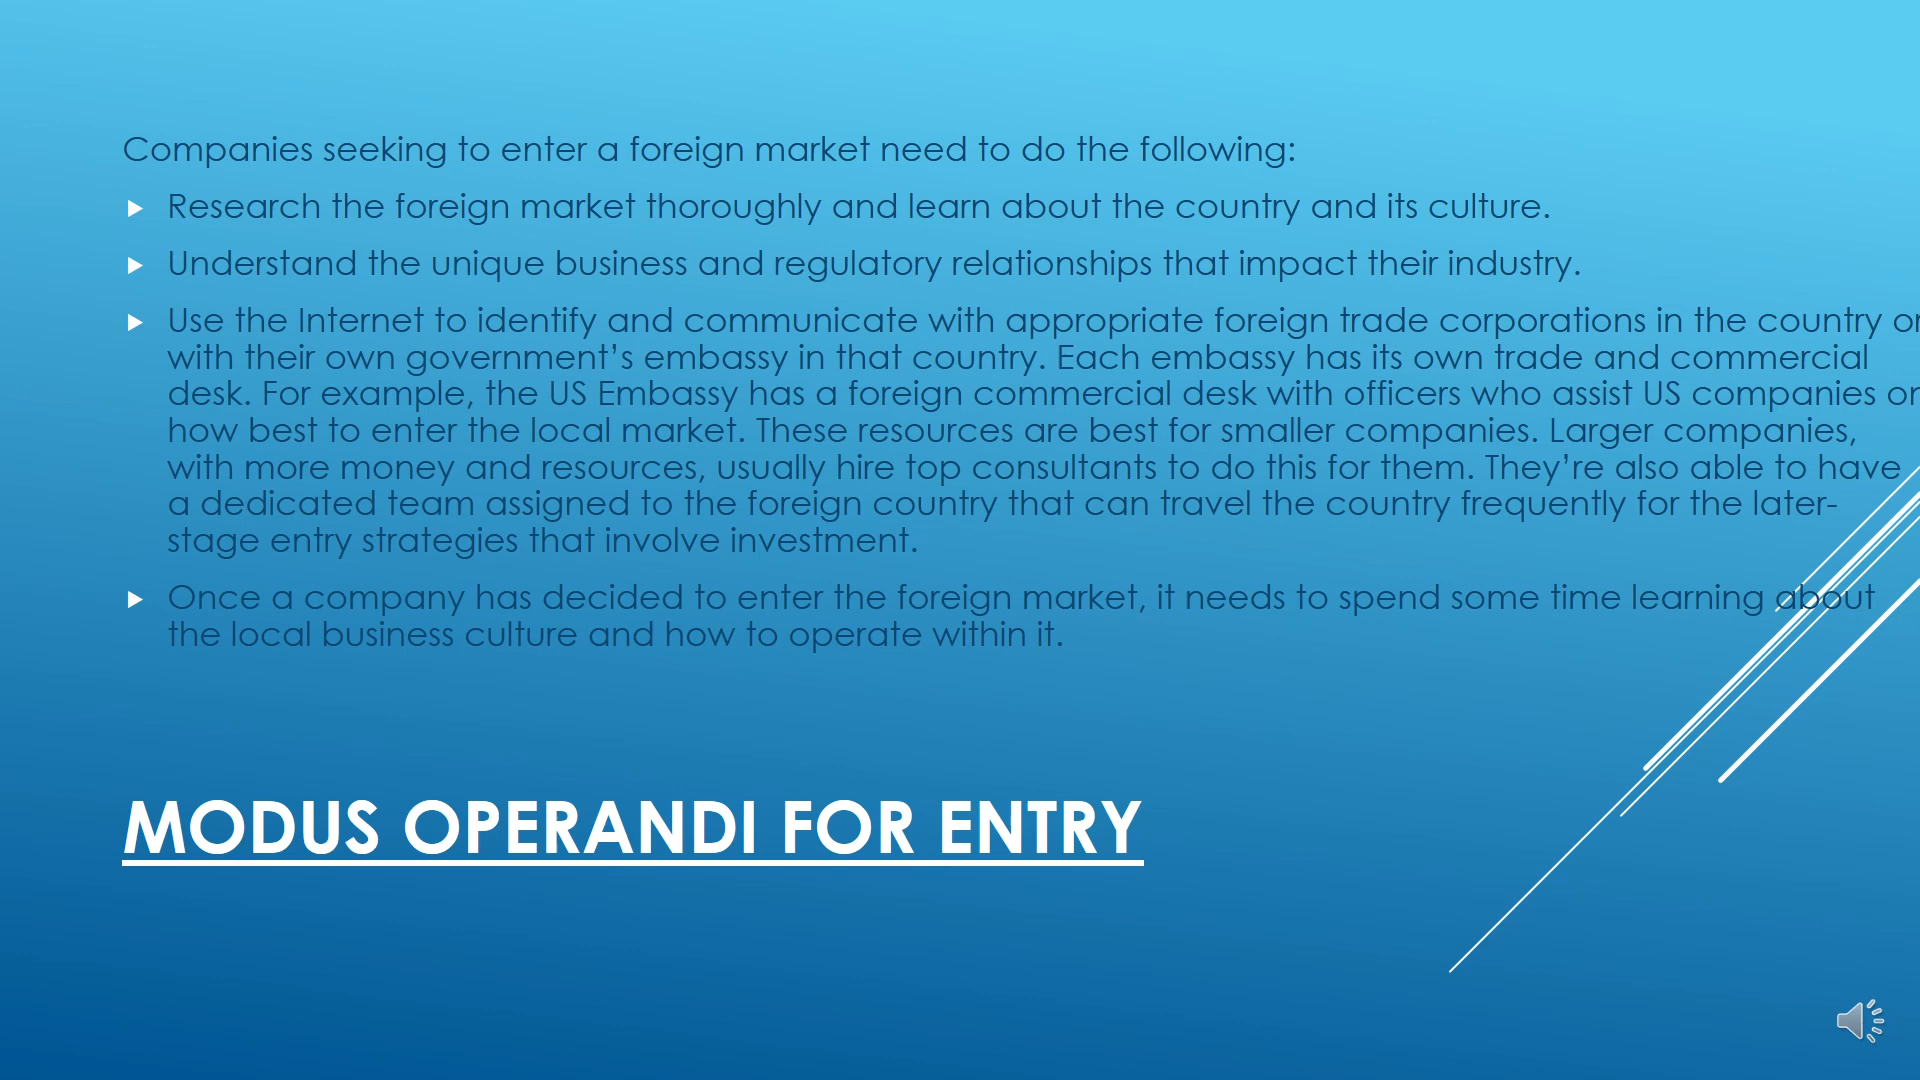 Companies seeking to enter a foreign market need to do the following:
Research the foreign market thoroughly and learn about the country and its culture.
Understand the unique business and regulatory relationships that impact their industry.
Use the Internet to identify and communicate with appropriate foreign trade corporations in the country or
with their own government’s embassy in that country. Each embassy has its own trade and commercial
desk. For example, the US Embassy has a foreign commercial desk with officers who assist US companies on
how best to enter the local market. These resources are best for smaller companies. Larger companies,
with more money and resources, usually hire top consultants to do this for them. They’re also able to have
a dedicated team assigned to the foreign country that can travel the country frequently for the later-
stage entry strategies that involve investment.
Once a company has decided to enter the foreign market, it needs to spend some time learning about
the local business culture and how to operate within it.
MODUS OPERANDI FOR ENTRY